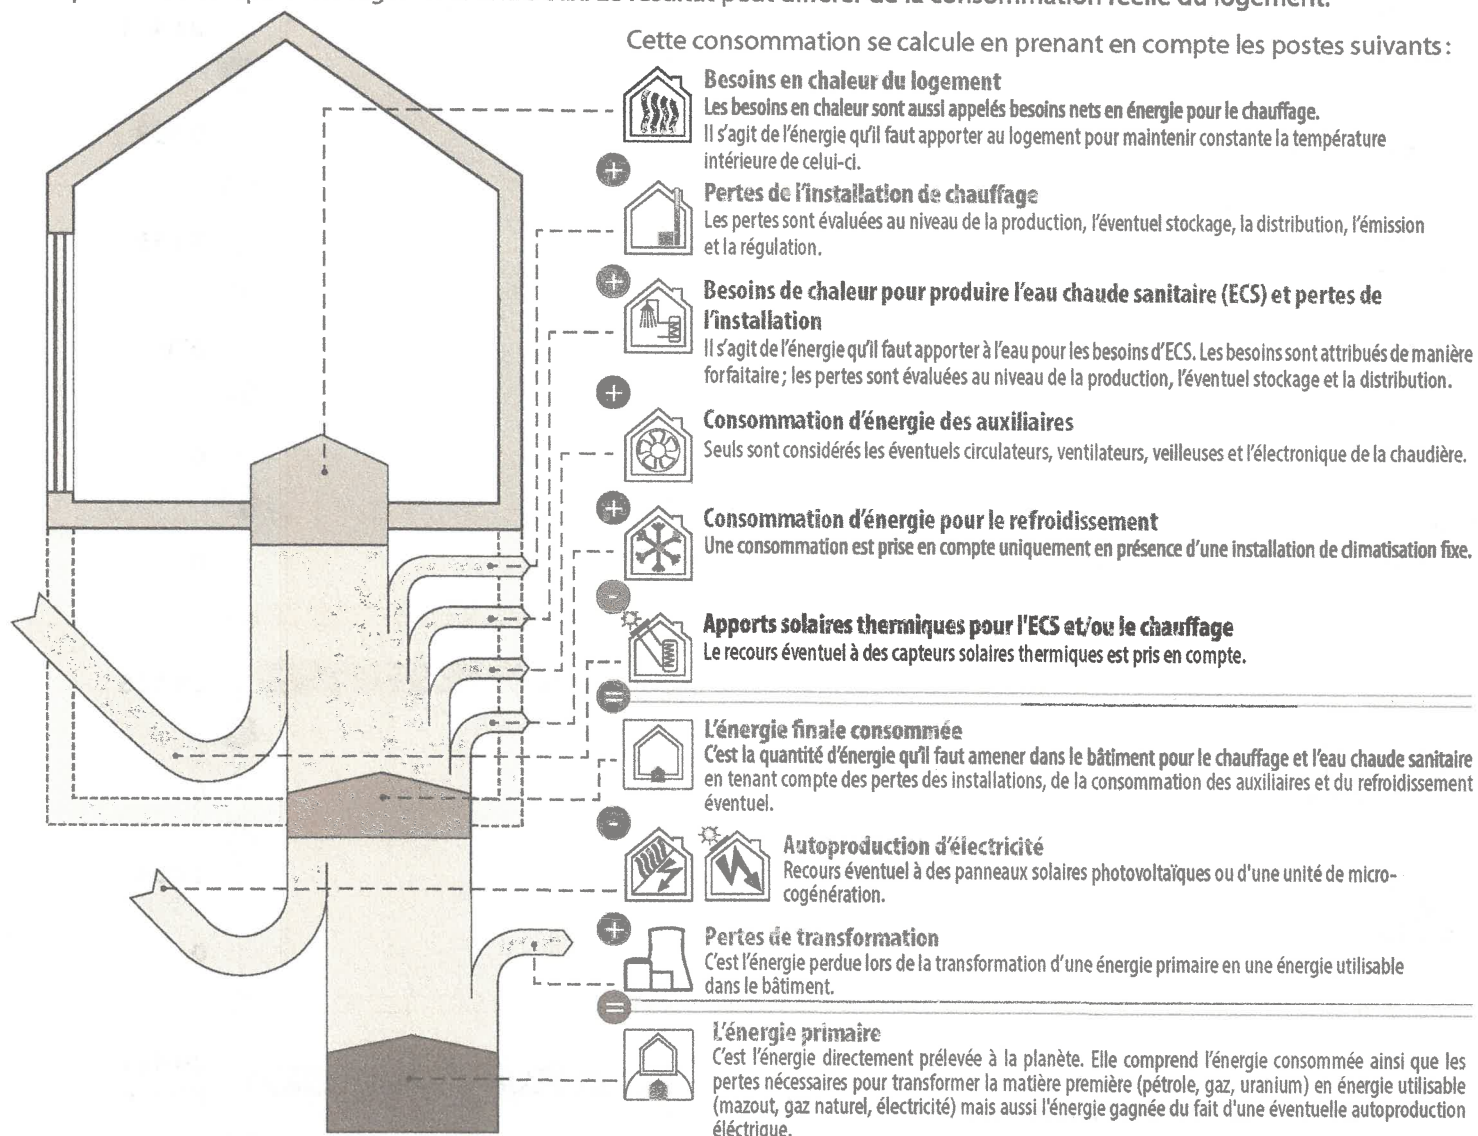 résultat peut différer de la consommation réelle du logement.
Cette consommation se calcule en prenant en compte les postes suivants :
Besoins en chaleur du logement
Les besoins en chaleur sont aussi appelés besoins nets en énergie pour le chauffage.
Il s'agit de l'énergie qu'il faut apporter au logement pour maintenir constante la température
intérieure de celui-ci.
+
Pertes de l'installation de chauffage
Les pertes sont évaluées au niveau de la production, l'éventuel stockage, la distribution, l'émission
et la régulation.
+
Besoins de chaleur pour produire l'eau chaude sanitaire (ECS) et pertes de
l'installation
Il s'agit de l'énergie qu'il faut apporter à l'eau pour les besoins d'ECS. Les besoins sont attribués de manière
forfaitaire ; les pertes sont évaluées au niveau de la production, l'éventuel stockage et la distribution.
+
Consommation d'énergie des auxiliaires
Seuls sont considérés les éventuels circulateurs, ventilateurs, veilleuses et l'électronique de la chaudière.
+
Consommation d'énergie pour le refroidissement
Une consommation est prise en compte uniquement en présence d'une installation de climatisation fixe.
-
Apports solaires thermiques pour l'ECS et/ou le chauffage
Le recours éventuel à des capteurs solaires thermiques est pris en compte.
=
L'énergie finale consommée
C'est la quantité d'énergie qu'il faut amener dans le bâtiment pour le chauffage et l'eau chaude sanitaire
en tenant compte des pertes des installations, de la consommation des auxiliaires et du refroidissement
éventuel.
-
Autoproduction d'électricité
Recours éventuel à des panneaux solaires photovoltaïques ou d'une unité de micro-
cogénération.
+
Pertes de transformation
C'est l'énergie perdue lors de la transformation d'une énergie primaire en une énergie utilisable
dans le bâtiment.
=
L'énergie primaire
C'est l'énergie directement prélevée à la planète. Elle comprend l'énergie consommée ainsi que les
pertes nécessaires pour transformer la matière première (pétrole, gaz, uranium) en énergie utilisable
(mazout, gaz naturel, électricité) mais aussi l'énergie gagnée du fait d'une éventuelle autoproduction
éléctrique.